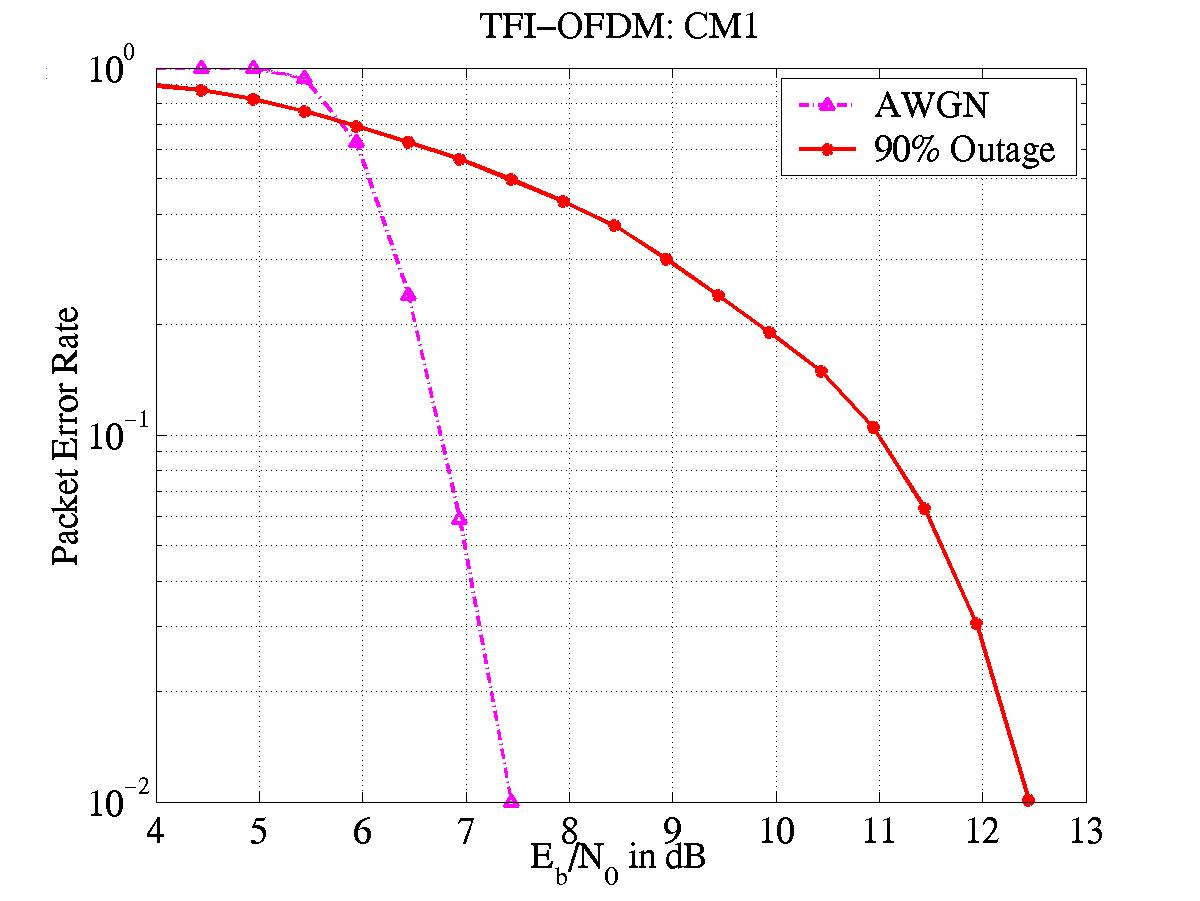 TFI-OFDM: CM1
AWGN
90% Outage
Packet Error Rate
10^0
10^-1
10^-2
4 5 6 7 8 9 10 11 12 13
E_b/N_0 in dB